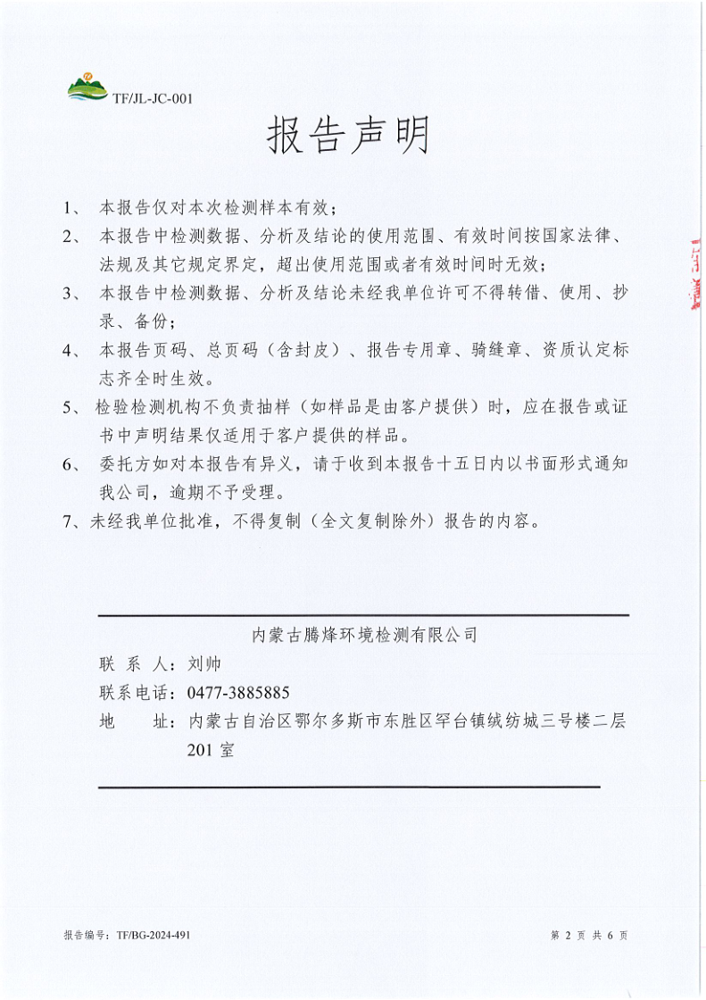 TF/JL-JC-001
报告声明
1、 本报告仅对本次检测样本有效；
2、 本报告中检测数据、分析及结论的使用范围、有效时间按国家法律、
法规及其它规定界定，超出使用范围或者有效时间时无效；
3、 本报告中检测数据、分析及结论未经我单位许可不得转借、使用、抄
录、备份；
4、 本报告页码、总页码（含封皮）、报告专用章、骑缝章、资质认定标
志齐全时生效。
5、 检验检测机构不负责抽样（如样品是由客户提供）时，应在报告或证
书中声明结果仅适用于客户提供的样品。
6、 委托方如对本报告有异议，请于收到本报告十五日内以书面形式通知
我公司，逾期不予受理。
7、未经我单位批准，不得复制（全文复制除外）报告的内容。
内蒙古腾烽环境检测有限公司
联 系 人：刘帅
联系电话：0477-3885885
地 址：内蒙古自治区鄂尔多斯市东胜区罕台镇绒纺城三号楼二层
201 室
报告编号：TF/BG-2024-491
第 2 页 共 6 页